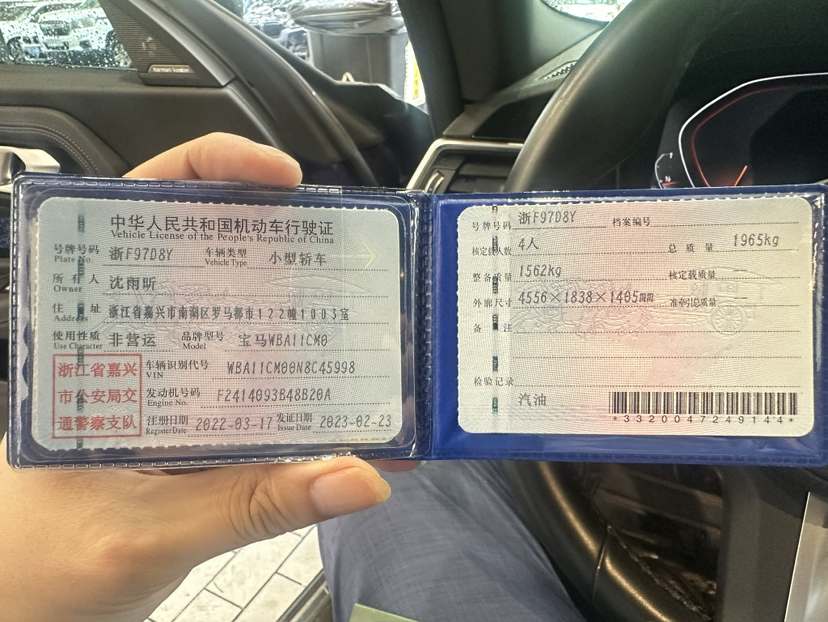 中华人民共和国机动车行驶证
Vehicle License of the People's Republic of China
号牌号码 浙F97D8Y 车辆类型 小型轿车
Plate No. Vehicle Type
所有人 沈雨昕
Owner
住址 浙江省嘉兴市南湖区罗马都市122幢1003室
Address
使用性质 非营运 品牌型号 宝马WBA11CM0
Use Character Model
浙江省嘉兴
市公安局交
通警察支队
车辆识别代号 WBA11CM00N8C45998
VIN
发动机号码 F2414093B48B20A
Engine No.
注册日期 2022-03-17 发证日期 2023-02-23
Register Date Issue Date
号牌号码 浙F97D8Y 档案编号
核定载人数 4人 总质量 1965kg
整备质量 1562kg 核定载质量
外廓尺寸 4556×1838×1405mm 准牵引总质量
备注
检验记录
汽油
*3320047249144*